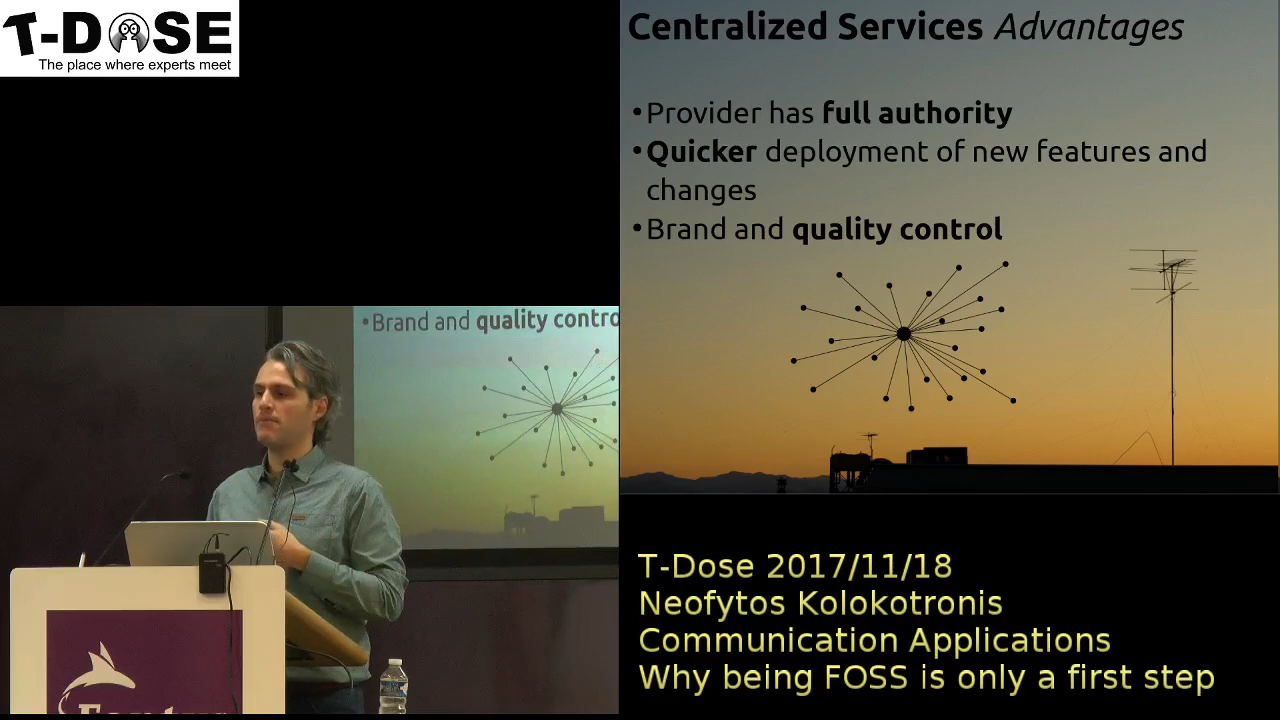 T-DOSE
The place where experts meet
Centralized Services Advantages
•Provider has full authority
•Quicker deployment of new features and
changes
•Brand and quality control
•Brand and quality contro
T-Dose 2017/11/18
Neofytos Kolokotronis
Communication Applications
Why being FOSS is only a first step